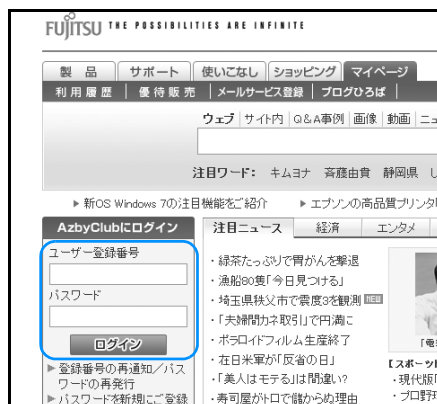 FUJITSU THE POSSIBILITIES ARE INFINITE
製 品 サポート 使いこなし ショッピング マイページ
利用履歴 優待販売 メールサービス登録 ブログひろば
ウェブ サイト内 Q&A事例 画像 動画 ニュ
注目ワード: キムヨナ 斉藤由貴 静岡県 し
▶ 新OS Windows 7の注目機能をご紹介 ▶ エプソンの高品質プリンタ
AzbyClubにログイン 注目ニュース 経済 エンタメ
ユーザー登録番号
パスワード
ログイン
▶ 登録番号の再通知/パス
ワードの再発行
▶ パスワードを新規にご登録
・緑茶たっぷりで胃がんを撃退
・漁船80隻「今日見つける」
・埼玉県秩父市で震度3を観測 NEW
・「夫婦間カネ取引」で円満に
・ポラロイドフィルム生産終了
・在日米軍が「反省の日」
・「美人はモテる」は間違い?
・寿司屋がトロで儲からぬ理由
「竜
【スポーツ
・現代版「
・プロ野球